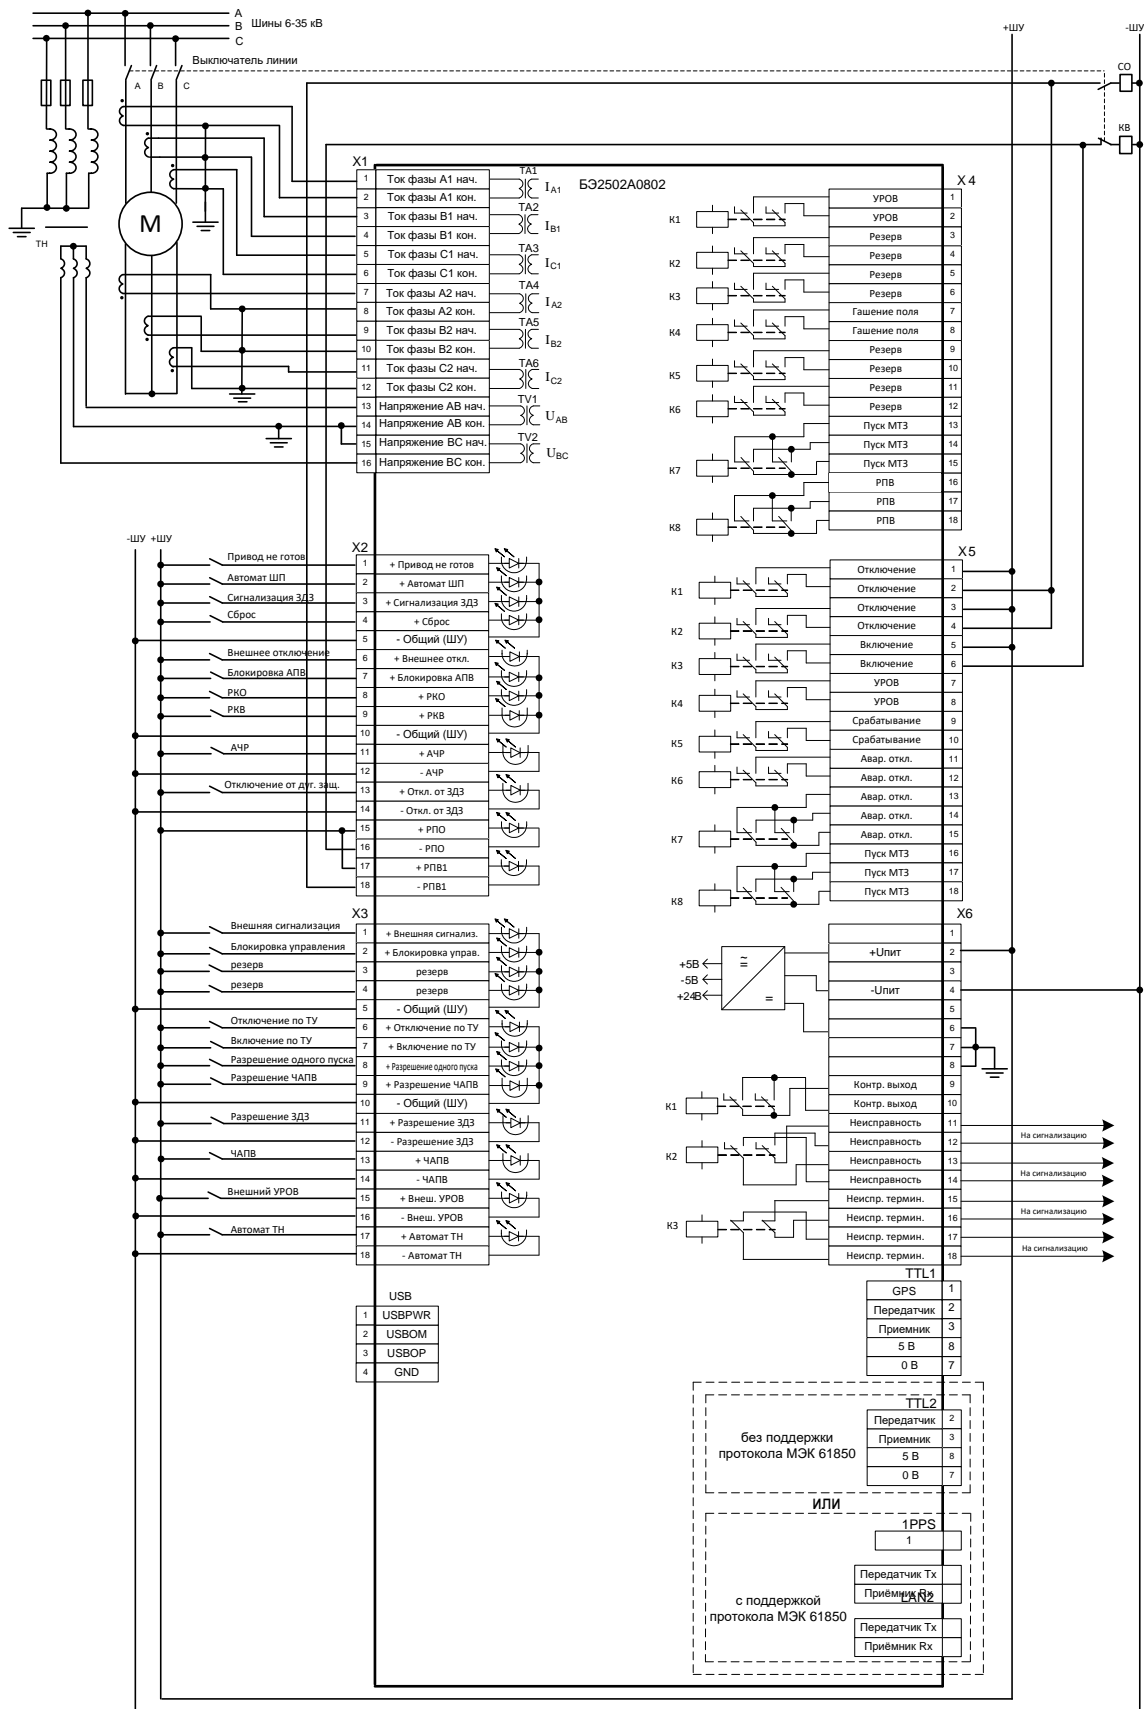 A
B Шины 6-35 кВ
C
+ШУ
-ШУ
Выключатель линии
A B C
СО
КВ
ТН
М
БЭ2502А0802
X1
1 Ток фазы А1 нач. ТА1 I A1
2 Ток фазы А1 кон.
3 Ток фазы В1 нач. ТА2 I B1
4 Ток фазы В1 кон.
5 Ток фазы С1 нач. ТА3 I C1
6 Ток фазы С1 кон.
7 Ток фазы А2 нач. ТА4 I A2
8 Ток фазы А2 кон.
9 Ток фазы В2 нач. ТА5 I B2
10 Ток фазы В2 кон.
11 Ток фазы С2 нач. ТА6 I C2
12 Ток фазы С2 кон.
13 Напряжение АВ нач. TV1 U AB
14 Напряжение АВ кон.
15 Напряжение ВС нач. TV2 U BC
16 Напряжение ВС кон.
X 4
К1 УРОВ 1
УРОВ 2
К2 Резерв 3
Резерв 4
К3 Резерв 5
Резерв 6
К4 Гашение поля 7
Гашение поля 8
К5 Резерв 9
Резерв 10
К6 Резерв 11
Резерв 12
К7 Пуск МТЗ 13
Пуск МТЗ 14
Пуск МТЗ 15
К8 РПВ 16
РПВ 17
РПВ 18
-ШУ +ШУ
X2
Привод не готов 1 + Привод не готов
Автомат ШП 2 + Автомат ШП
Сигнализация ЗДЗ 3 + Сигнализация ЗДЗ
Сброс 4 + Сброс
5 - Общий (ШУ)
Внешнее отключение 6 + Внешнее откл.
Блокировка АПВ 7 + Блокировка АПВ
РКО 8 + РКО
РКВ 9 + РКВ
10 - Общий (ШУ)
АЧР 11 + АЧР
12 - АЧР
Отключение от дуг. защ. 13 + Откл. от ЗДЗ
14 - Откл. от ЗДЗ
15 + РПО
16 - РПО
17 + РПВ1
18 - РПВ1
X 5
К1 Отключение 1
Отключение 2
К2 Отключение 3
Отключение 4
К3 Включение 5
Включение 6
К4 УРОВ 7
УРОВ 8
К5 Срабатывание 9
Срабатывание 10
К6 Авар. откл. 11
Авар. откл. 12
К7 Авар. откл. 13
Авар. откл. 14
Авар. откл. 15
К8 Пуск МТЗ 16
Пуск МТЗ 17
Пуск МТЗ 18
X3
Внешняя сигнализация 1 + Внешняя сигнализ.
Блокировка управления 2 + Блокировка управ.
резерв 3 резерв
резерв 4 резерв
5 - Общий (ШУ)
Отключение по ТУ 6 + Отключение по ТУ
Включение по ТУ 7 + Включение по ТУ
Разрешение одного пуска 8 + Разрешение одного пуска
Разрешение ЧАПВ 9 + Разрешение ЧАПВ
10 - Общий (ШУ)
Разрешение ЗДЗ 11 + Разрешение ЗДЗ
12 - Разрешение ЗДЗ
ЧАПВ 13 + ЧАПВ
14 - ЧАПВ
Внешний УРОВ 15 + Внеш. УРОВ
16 - Внеш. УРОВ
Автомат ТН 17 + Автомат ТН
18 - Автомат ТН
X6
1
+5В ≂ +Uпит 2
-5В 3
+24В = -Uпит 4
5
6
7
8
К1 Контр. выход 9
Контр. выход 10
К2 Неисправность 11
Неисправность 12 На сигнализацию
Неисправность 13
Неисправность 14 На сигнализацию
К3 Неиспр. термин. 15
Неиспр. термин. 16 На сигнализацию
Неиспр. термин. 17
Неиспр. термин. 18 На сигнализацию
USB
1 USBPWR
2 USBOM
3 USBOP
4 GND
TTL1
GPS 1
Передатчик 2
Приемник 3
5 В 8
0 В 7
TTL2
Передатчик 2
Приемник 3
5 В 8
0 В 7
без поддержки
протокола МЭК 61850
ИЛИ
1PPS
1
Передатчик Tx
Приёмник Rx
LAN2
Передатчик Tx
Приёмник Rx
с поддержкой
протокола МЭК 61850